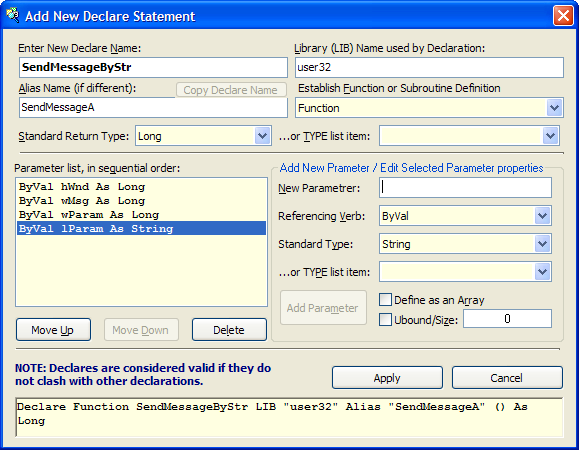 Add New Declare Statement
Enter New Declare Name: Library (LIB) Name used by Declaration:
SendMessageByStr user32
Alias Name (if different): Copy Declare Name Establish Function or Subroutine Definition
SendMessageA Function
Standard Return Type: Long ...or TYPE list item:
Parameter list, in sequential order: Add New Prameter / Edit Selected Parameter properties
ByVal hWnd As Long
ByVal wMsg As Long
ByVal wParam As Long
ByVal lParam As String
New Parametrer:
Referencing Verb: ByVal
Standard Type: String
...or TYPE list item:
Add Parameter Define as an Array
Ubound/Size: 0
Move Up Move Down Delete
NOTE: Declares are considered valid if they do
not clash with other declarations.
Apply Cancel
Declare Function SendMessageByStr LIB "user32" Alias "SendMessageA" () As
Long